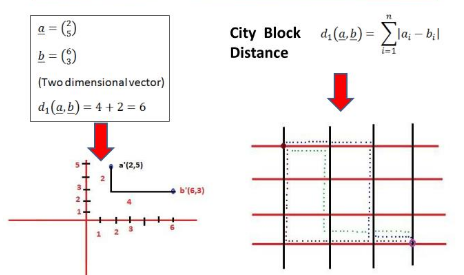 a = (2 5)
b = (6 3)
(Two dimensional vector)
d₁(a,b) = 4 + 2 = 6
City Block d₁(a,b) = ∑ⁿᵢ₌₁|aᵢ − bᵢ|
Distance
5 a'(2,5)
2
3 b'(6,3)
2 4
1
1 2 3 6